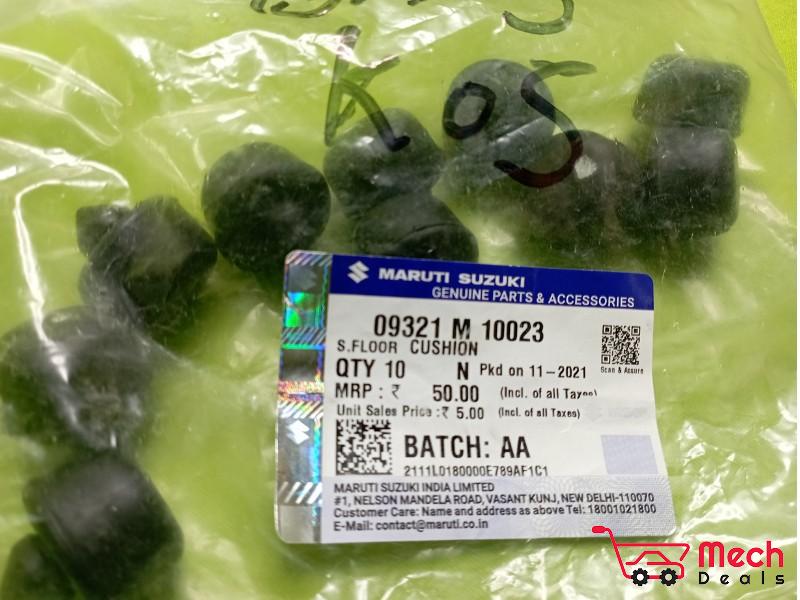 KOS
MARUTI SUZUKI
GENUINE PARTS & ACCESSORIES
09321 M 10023
S.FLOOR CUSHION
QTY 10 N Pkd on 11-2021
Scan & Assure
MRP : ₹ 50.00 (Incl. of all Taxes)
Unit Sales Price :₹ 5.00 (Incl. of all Taxes)
BATCH: AA
2111L0180000E789AF1C1
MARUTI SUZUKI INDIA LIMITED
#1, NELSON MANDELA ROAD, VASANT KUNJ, NEW DELHI-110070
Customer Care: Name and address as above Tel: 18001021800
E-Mail: contact@maruti.co.in
Mech
Deals